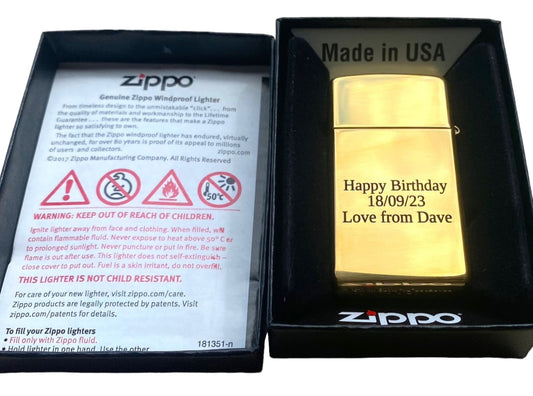 Zippo
Genuine Zippo Windproof Lighter
From timeless design to the unmistakable "click" . . . from
the quality of materials and workmanship to the Lifetime
Guarantee . . . These are the features that make a Zippo
lighter so satisfying to own.
The fact that the Zippo windproof lighter has endured, virtually
unchanged, for over 80 years is proof of its appeal to millions
of users and collectors.
zippo.com
©2017 Zippo Manufacturing Company. All Rights Reserved
50°C
WARNING: KEEP OUT OF REACH OF CHILDREN.
Ignite lighter away from face and clothing. When filled, will
contain flammable fluid. Never expose to heat above 50° C or
to prolonged sunlight. Never puncture or put in fire. Be sure
flame is out after use. This lighter does not self-extinguish –
close cover to put out. Fuel is a skin irritant, do not overfill.
THIS LIGHTER IS NOT CHILD RESISTANT.
For care of your new lighter, visit zippo.com/care.
Zippo products are legally protected by patents. Visit
zippo.com/patents for details.
To fill your Zippo lighters
• Fill only with Zippo fluid.
• Hold lighter in one hand. Use the other
181351-n
Made in USA
Happy Birthday
18/09/23
Love from Dave
Zippo